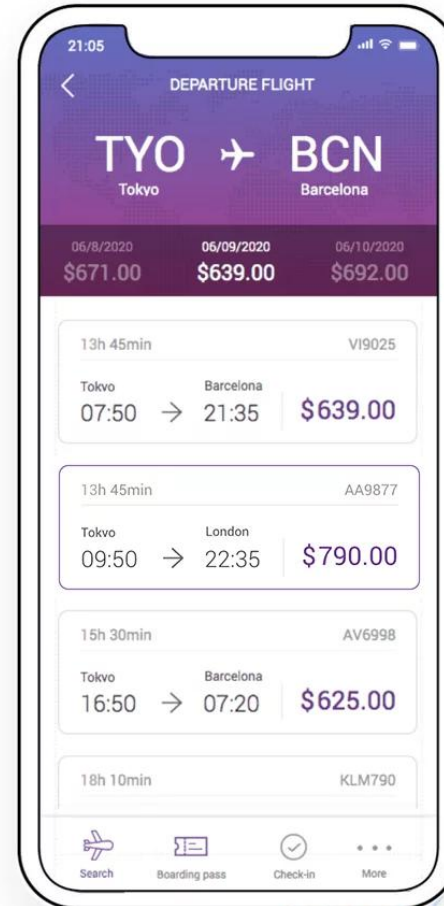 21:05
DEPARTURE FLIGHT
TYO BCN
Tokvo Barcelona
06/8/2020 06/09/2020 06/10/2020
$671.00 $639.00 $692.00
13h 45min VI9025
Tokvo Barcelona
07:50 → 21:35 $639.00
13h 45min AA9877
Tokvo London
09:50 → 22:35 $790.00
15h 30min AV6998
Tokvo Barcelona
16:50 → 07:20 $625.00
18h 10min KLM790
Search Boarding pass Check-in More